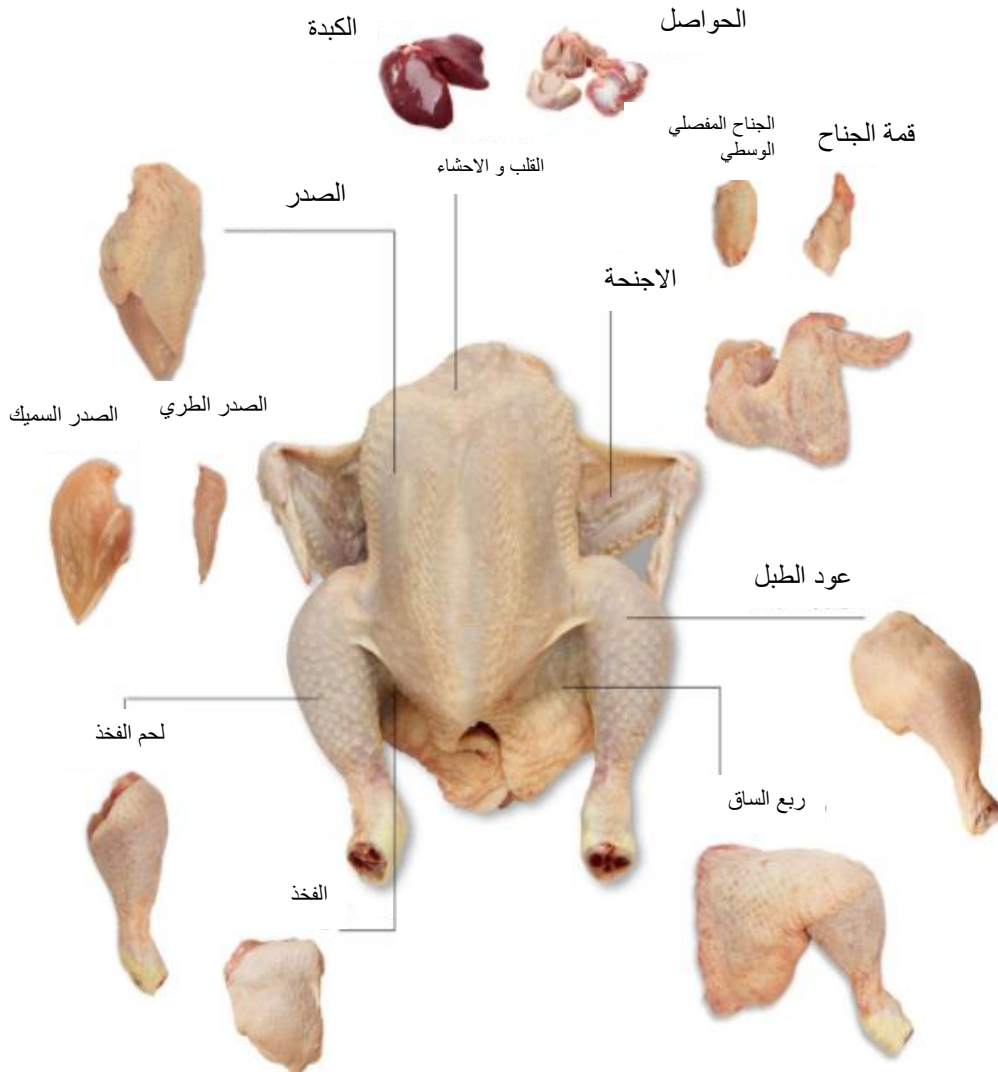 الحواصل
الكبدة
قمة الجناح
الجناح المفصلي
الوسطي
القلب و الاحشاء
الصدر
الاجنحة
الصدر الطري
الصدر السميك
عود الطبل
لحم الفخذ
ربع الساق
الفخذ